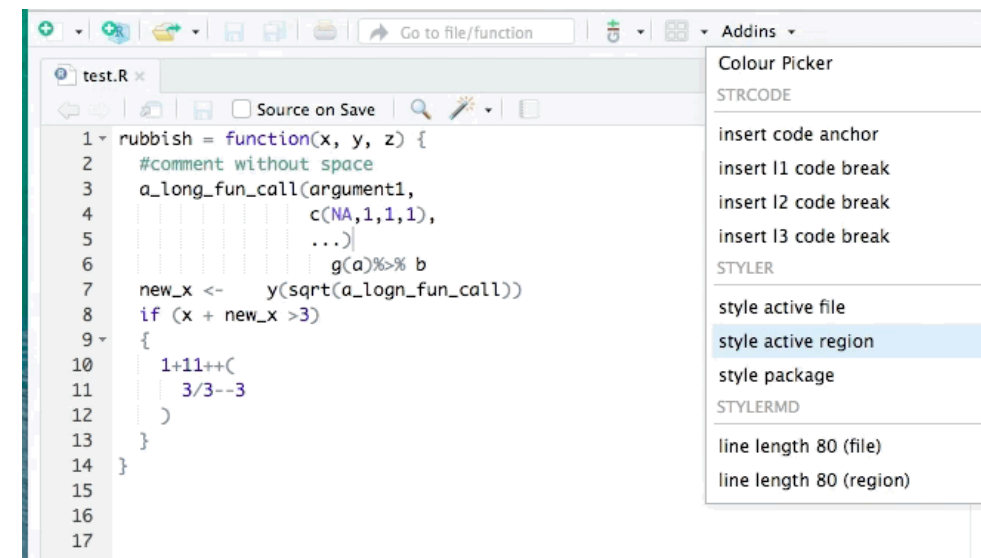 Go to file/function
Addins
test.R
Source on Save
1 rubbish = function(x, y, z) {
2 #comment without space
3 a_long_fun_call(argument1,
4 c(NA,1,1,1),
5 ...)
6 g(a)%>% b
7 new_x <-    y(sqrt(a_logn_fun_call))
8 if (x + new_x >3)
9 {
10 1+11++(
11 3/3--3
12 )
13 }
14 }
15
16
17
Colour Picker
STRCODE
insert code anchor
insert l1 code break
insert l2 code break
insert l3 code break
STYLER
style active file
style active region
style package
STYLERMD
line length 80 (file)
line length 80 (region)